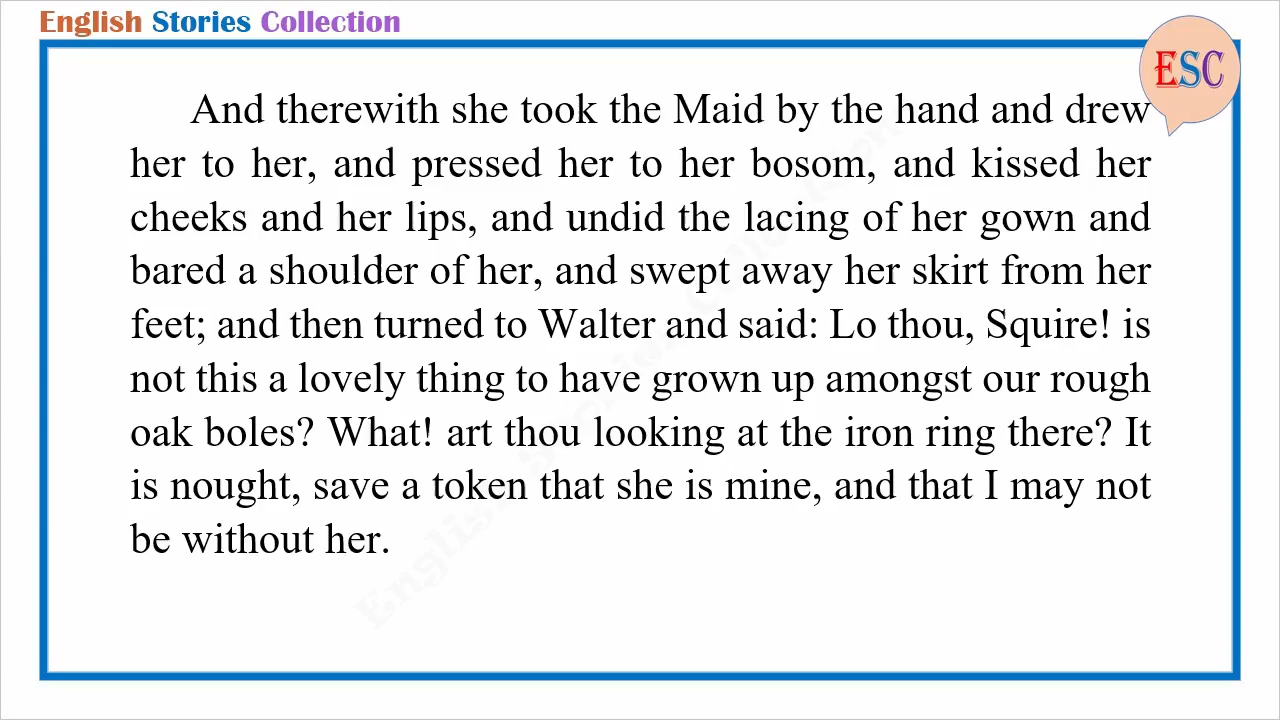 English Stories Collection
ESC
And therewith she took the Maid by the hand and drew
her to her, and pressed her to her bosom, and kissed her
cheeks and her lips, and undid the lacing of her gown and
bared a shoulder of her, and swept away her skirt from her
feet; and then turned to Walter and said: Lo thou, Squire! is
not this a lovely thing to have grown up amongst our rough
oak boles? What! art thou looking at the iron ring there? It
is nought, save a token that she is mine, and that I may not
be without her.
English Stories Collection